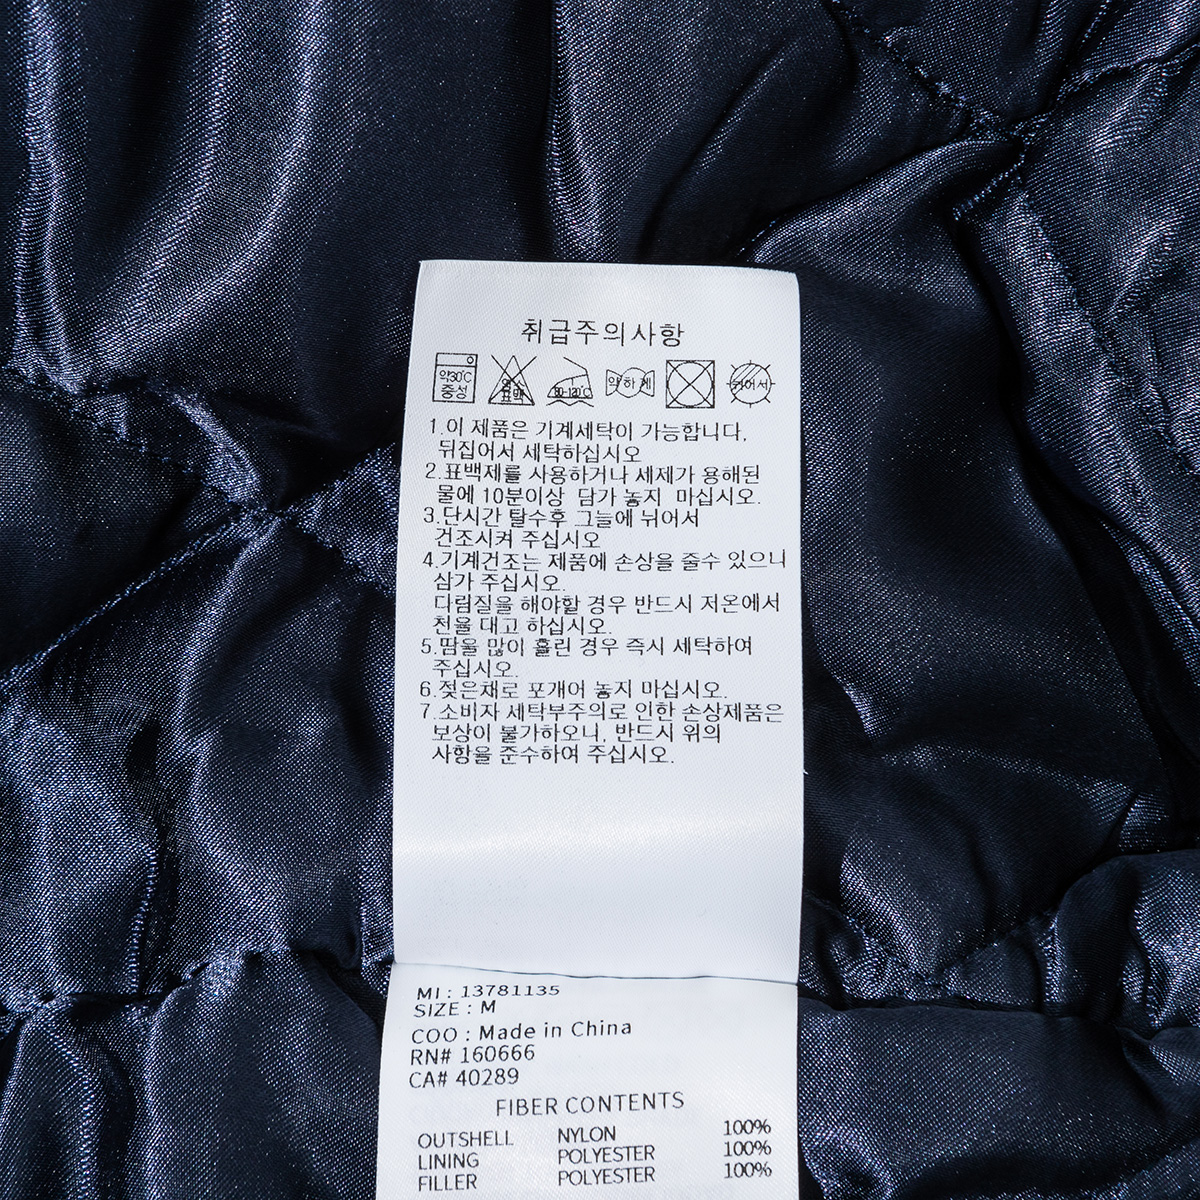 취급주의사항
약30℃ 중성
염소 표백
80-120℃
약하게
뉘어서
1.이 제품은 기계세탁이 가능합니다,
뒤집어서 세탁하십시오
2.표백제를 사용하거나 세제가 용해된
물에 10분이상 담가 놓지 마십시오.
3.단시간 탈수후 그늘에 뉘어서
건조시켜 주십시오
4.기계건조는 제품에 손상을 줄수 있으니
삼가 주십시오.
다림질을 해야할 경우 반드시 저온에서
천을 대고 하십시오.
5.땀을 많이 흘린 경우 즉시 세탁하여
주십시오.
6.젖은채로 포개어 놓지 마십시오.
7.소비자 세탁부주의로 인한 손상제품은
보상이 불가하오니, 반드시 위의
사항을 준수하여 주십시오.
MI : 13781135
SIZE : M
COO : Made in China
RN# 160666
CA# 40289
FIBER CONTENTS
OUTSHELL NYLON 100%
LINING POLYESTER 100%
FILLER POLYESTER 100%